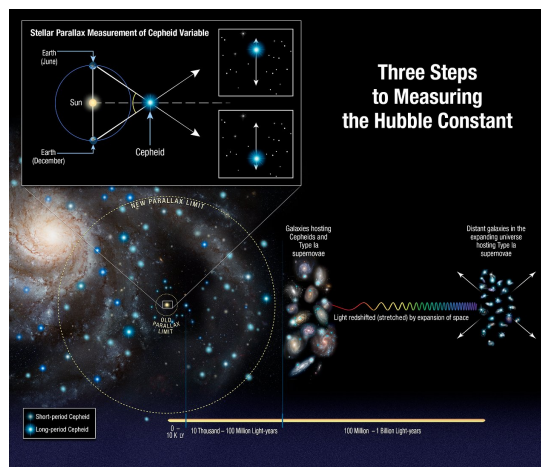 Stellar Parallax Measurement of Cepheid Variable
Earth
(June)
Sun
Earth
(December)
Cepheid
Three Steps
to Measuring
the Hubble Constant
NEW PARALLAX LIMIT
OLD
PARALLAX
LIMIT
Galaxies hosting
Cepheids and
Type Ia
supernovae
Distant galaxies in the
expanding universe
hosting Type Ia
supernovae
Light redshifted (stretched) by expansion of space
Short-period Cepheid
Long-period Cepheid
0 –
10 K LY
10 Thousand – 100 Million Light-years
100 Million – 1 Billion Light-years